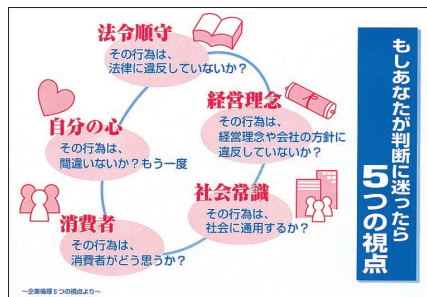 もしあなたが判断に迷ったら
5つの視点
法令順守
その行為は、
法律に違反していないか？
経営理念
その行為は、
経営理念や会社の方針に
違反していないか？
社会常識
その行為は、
社会に通用するか？
消費者
その行為は、
消費者がどう思うか？
自分の心
その行為は、
間違いないか？もう一度
～企業倫理5つの視点より～